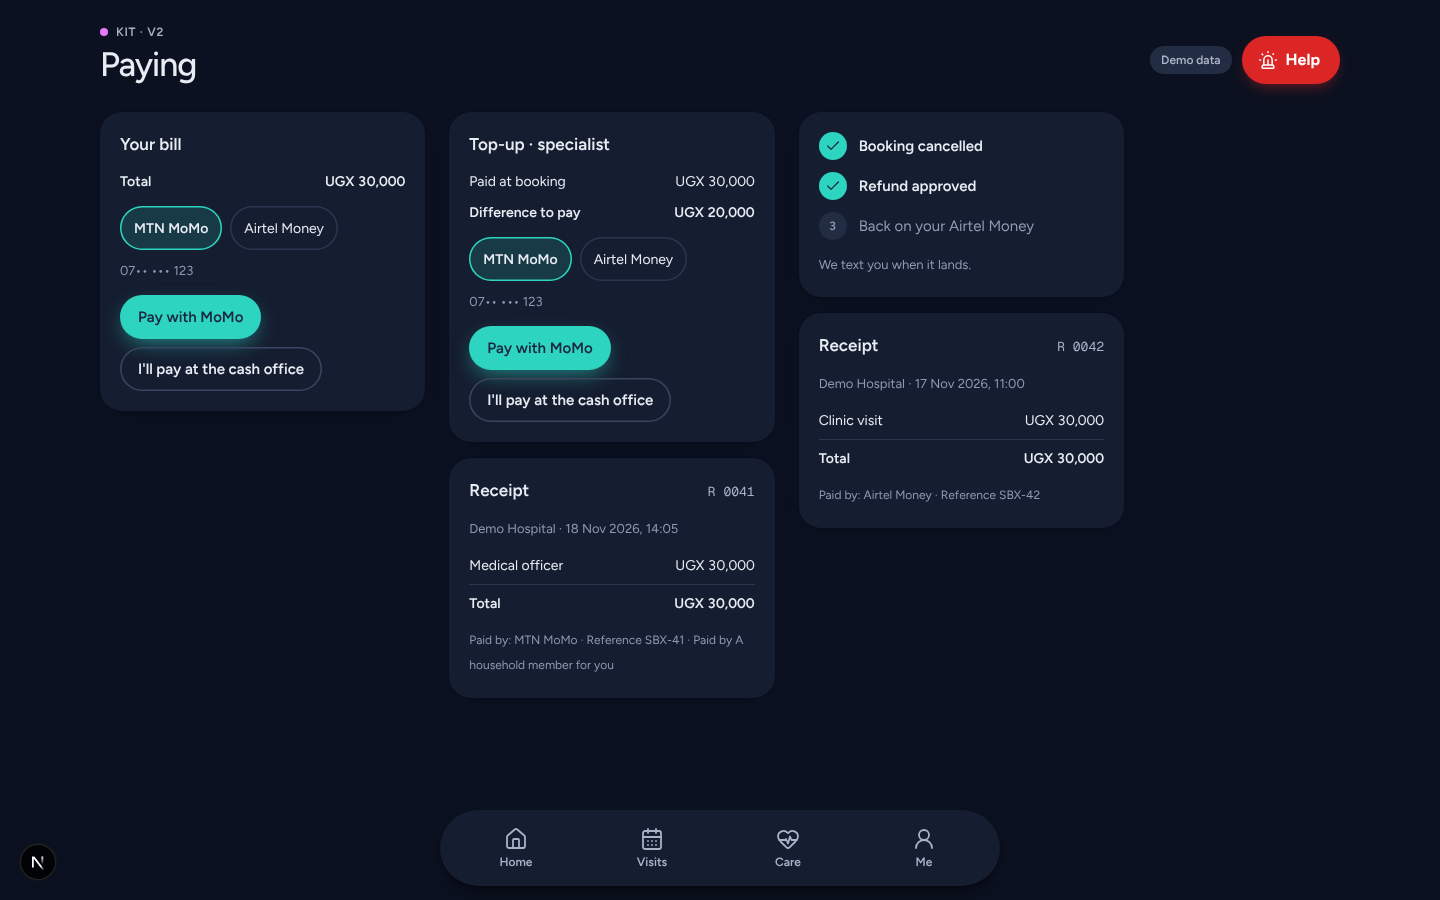 KIT · V2
Paying
Demo data
Help
Your bill
Total UGX 30,000
MTN MoMo Airtel Money
07•• ••• 123
Pay with MoMo
I'll pay at the cash office
Top-up · specialist
Paid at booking UGX 30,000
Difference to pay UGX 20,000
MTN MoMo Airtel Money
07•• ••• 123
Pay with MoMo
I'll pay at the cash office
Receipt R 0041
Demo Hospital · 18 Nov 2026, 14:05
Medical officer UGX 30,000
Total UGX 30,000
Paid by: MTN MoMo · Reference SBX-41 · Paid by A
household member for you
Booking cancelled
Refund approved
3 Back on your Airtel Money
We text you when it lands.
Receipt R 0042
Demo Hospital · 17 Nov 2026, 11:00
Clinic visit UGX 30,000
Total UGX 30,000
Paid by: Airtel Money · Reference SBX-42
N
Home Visits Care Me